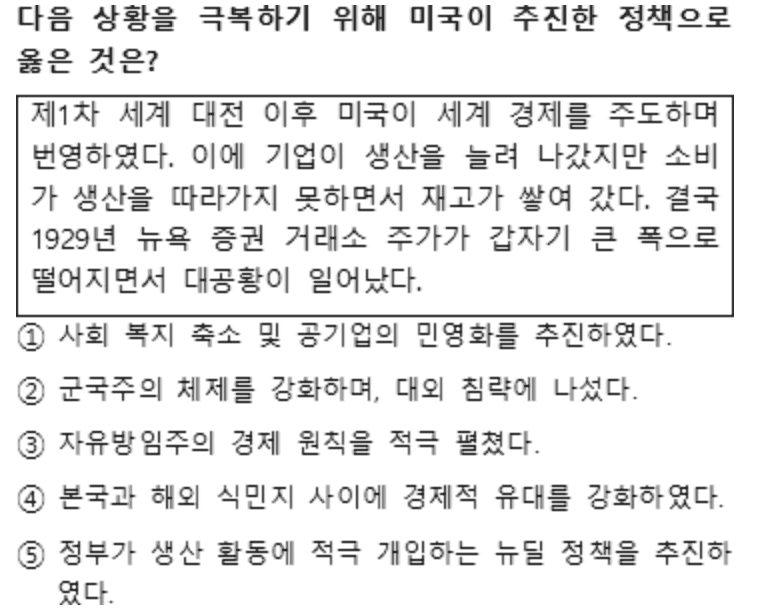 다음 상황을 극복하기 위해 미국이 추진한 정책으로
옳은 것은?
제1차 세계 대전 이후 미국이 세계 경제를 주도하며
번영하였다. 이에 기업이 생산을 늘려 나갔지만 소비
가 생산을 따라가지 못하면서 재고가 쌓여 갔다. 결국
1929년 뉴욕 증권 거래소 주가가 갑자기 큰 폭으로
떨어지면서 대공황이 일어났다.
① 사회 복지 축소 및 공기업의 민영화를 추진하였다.
② 군국주의 체제를 강화하며, 대외 침략에 나섰다.
③ 자유방임주의 경제 원칙을 적극 펼쳤다.
④ 본국과 해외 식민지 사이에 경제적 유대를 강화하였다.
⑤ 정부가 생산 활동에 적극 개입하는 뉴딜 정책을 추진하
였다.